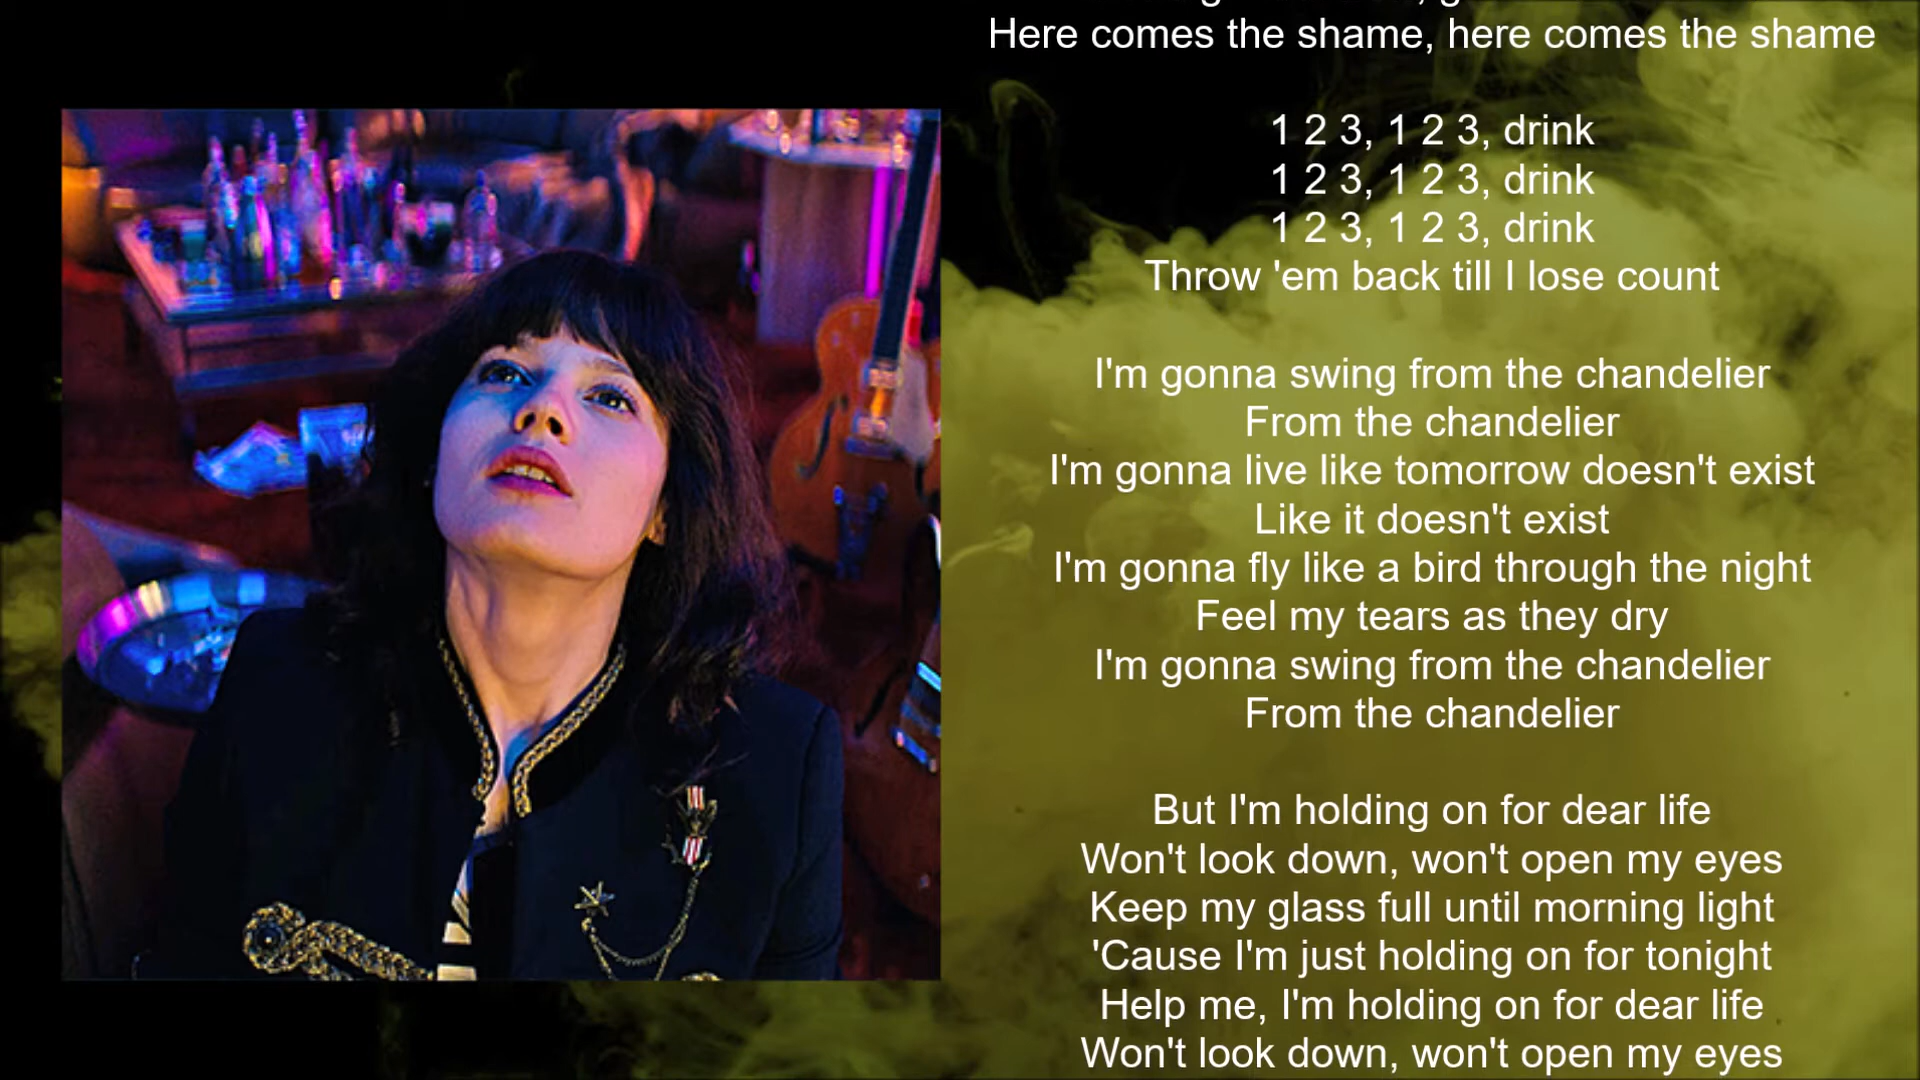 Here comes the shame, here comes the shame
1 2 3, 1 2 3, drink
1 2 3, 1 2 3, drink
1 2 3, 1 2 3, drink
Throw 'em back till I lose count
I'm gonna swing from the chandelier
From the chandelier
I'm gonna live like tomorrow doesn't exist
Like it doesn't exist
I'm gonna fly like a bird through the night
Feel my tears as they dry
I'm gonna swing from the chandelier
From the chandelier
But I'm holding on for dear life
Won't look down, won't open my eyes
Keep my glass full until morning light
'Cause I'm just holding on for tonight
Help me, I'm holding on for dear life
Won't look down, won't open my eyes